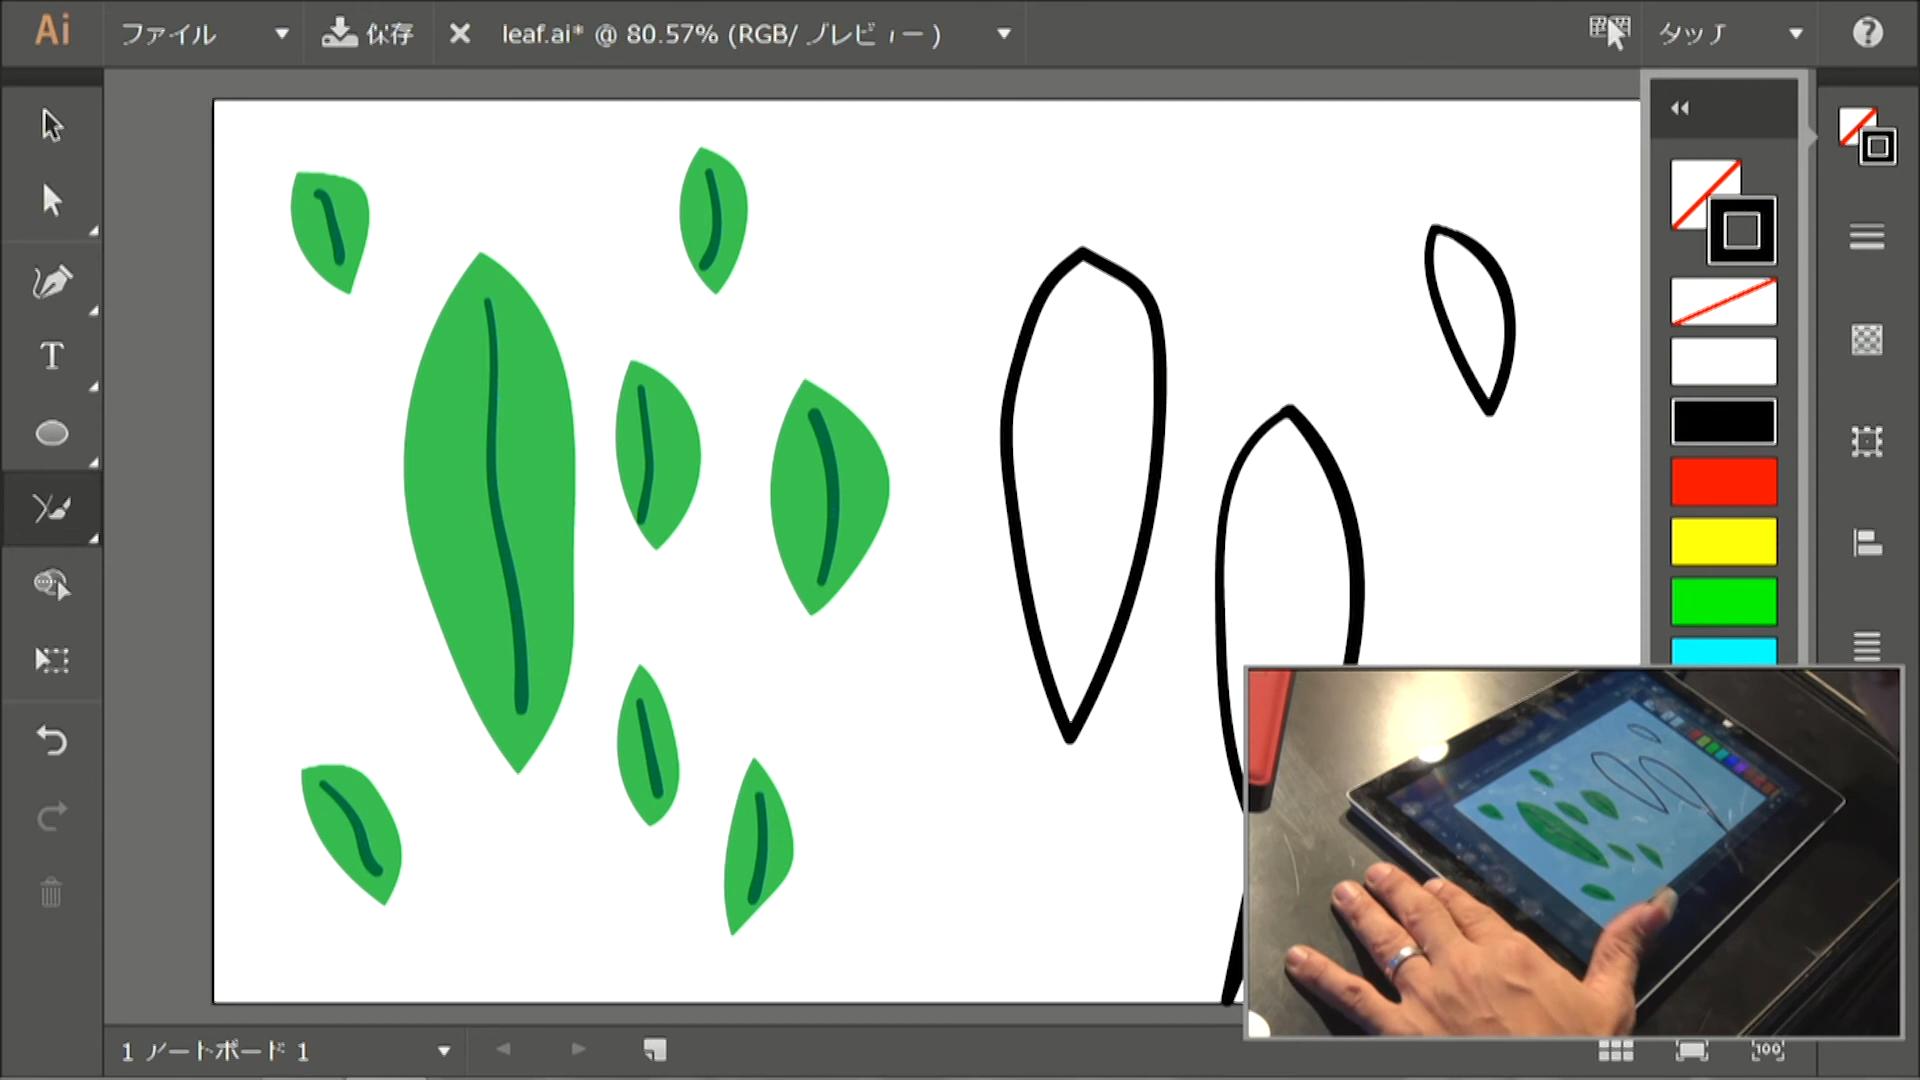 Ai
ファイル
保存
leaf.ai* @ 80.57% (RGB/ プレビュー)
タッチ
?
T
1 アートボード 1
100